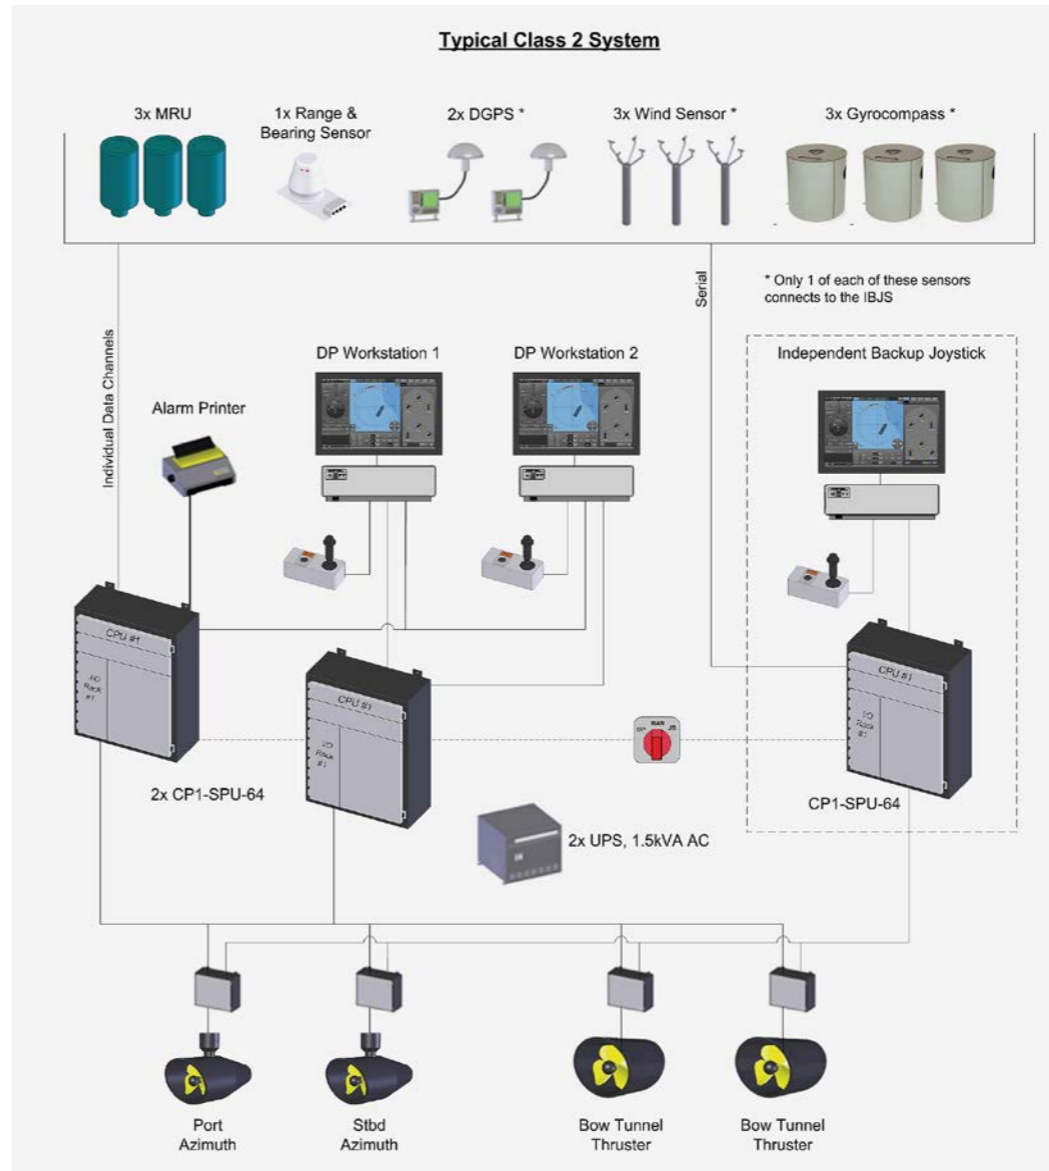 Typical Class 2 System
3x MRU
1x Range &
Bearing Sensor
2x DGPS *
3x Wind Sensor *
3x Gyrocompass *
Individual Data Channels
Serial
* Only 1 of each of these sensors
connects to the IBJS
DP Workstation 1
DP Workstation 2
Independent Backup Joystick
Alarm Printer
CPU #1
I/O
Rack
#1
CPU #1
I/O
Rack
#1
DP
MAN
JS
CPU #1
I/O
Rack
#1
2x CP1-SPU-64
CP1-SPU-64
2x UPS, 1.5kVA AC
Port
Azimuth
Stbd
Azimuth
Bow Tunnel
Thruster
Bow Tunnel
Thruster